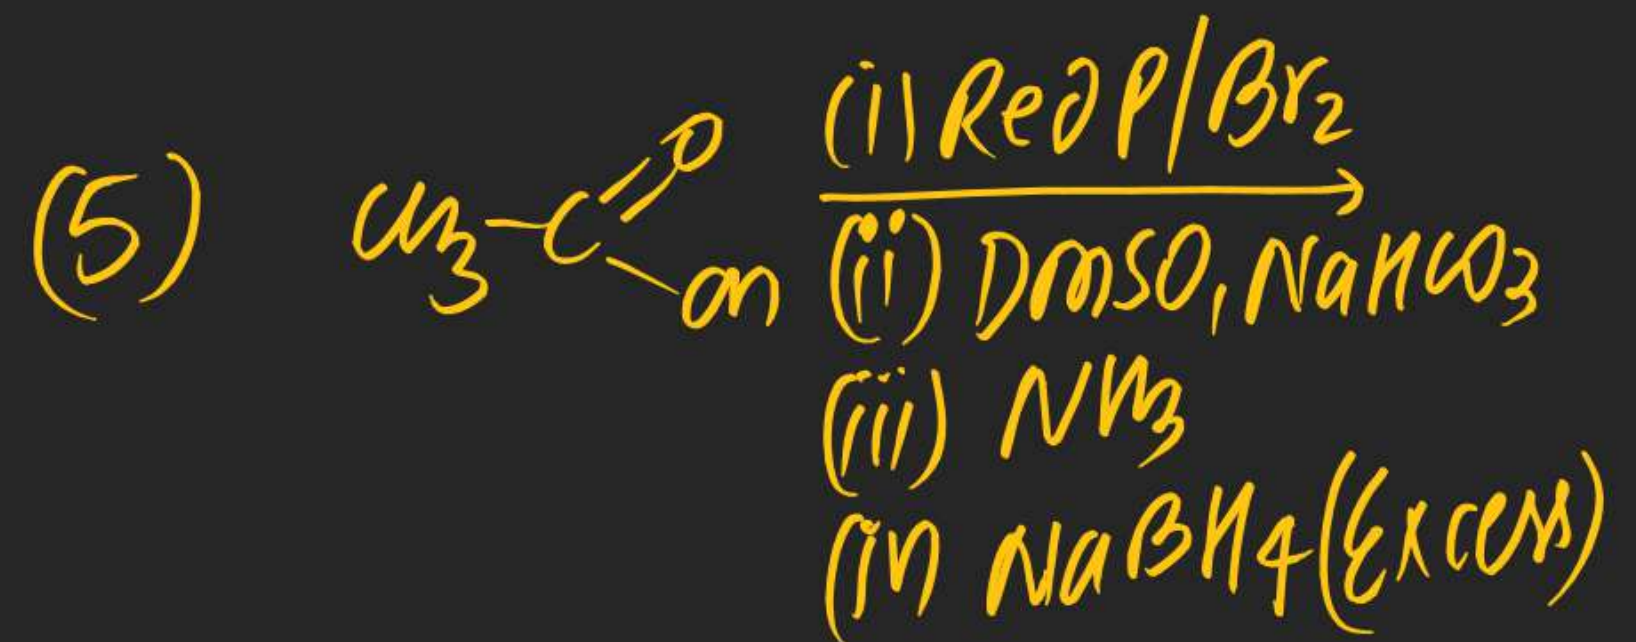 (5) CH3-C(=O)-OH
(i) Red P/Br2
(ii) DMSO, NaHCO3
(iii) NH3
(iv) NaBH4 (Excess)